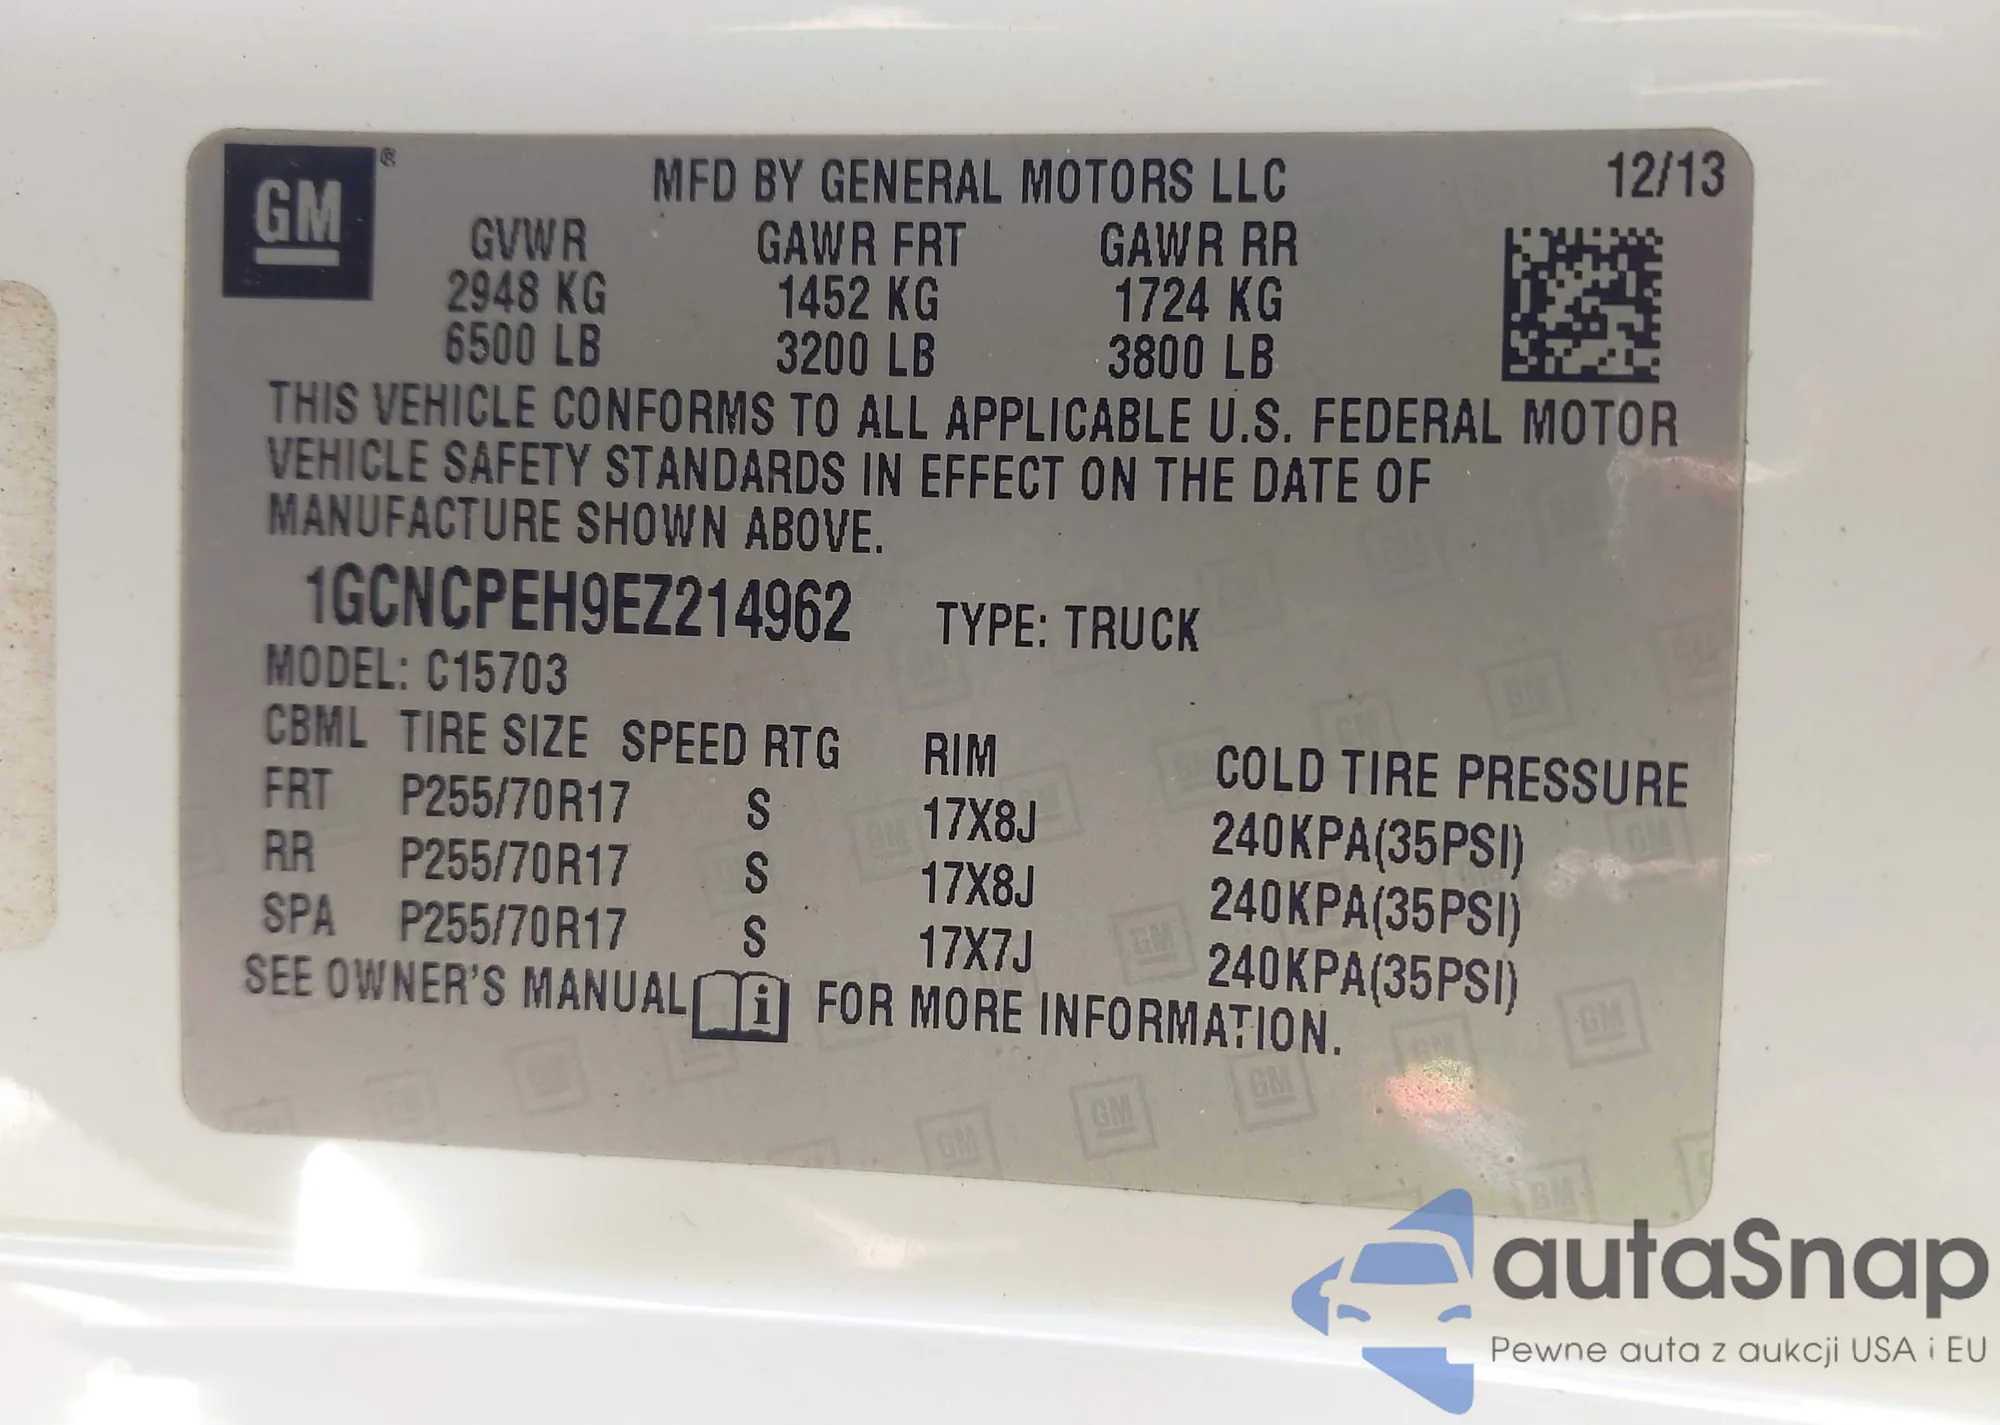 GM®
MFD BY GENERAL MOTORS LLC 12/13
GVWR GAWR FRT GAWR RR
2948 KG 1452 KG 1724 KG
6500 LB 3200 LB 3800 LB
THIS VEHICLE CONFORMS TO ALL APPLICABLE U.S. FEDERAL MOTOR
VEHICLE SAFETY STANDARDS IN EFFECT ON THE DATE OF
MANUFACTURE SHOWN ABOVE.
1GCNCPEH9EZ214962 TYPE: TRUCK
MODEL: C15703
CBML TIRE SIZE SPEED RTG RIM COLD TIRE PRESSURE
FRT P255/70R17 S 17X8J 240KPA(35PSI)
RR P255/70R17 S 17X8J 240KPA(35PSI)
SPA P255/70R17 S 17X7J 240KPA(35PSI)
SEE OWNER'S MANUAL i FOR MORE INFORMATION.
autaSnap
Pewne auta z aukcji USA i EU